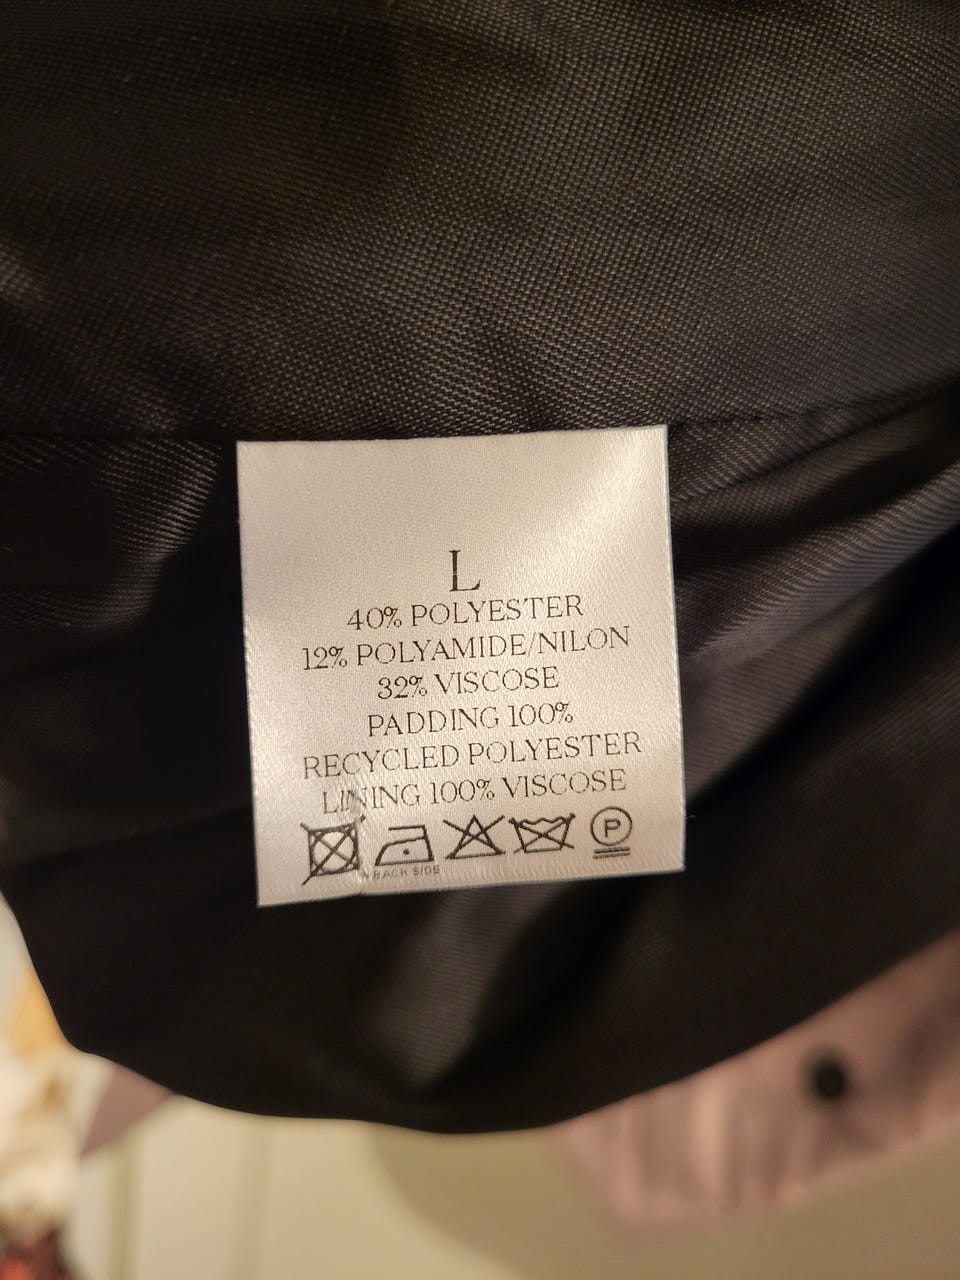 L
40% POLYESTER
12% POLYAMIDE/NILON
32% VISCOSE
PADDING 100%
RECYCLED POLYESTER
LINING 100% VISCOSE
P
BACK SIDE